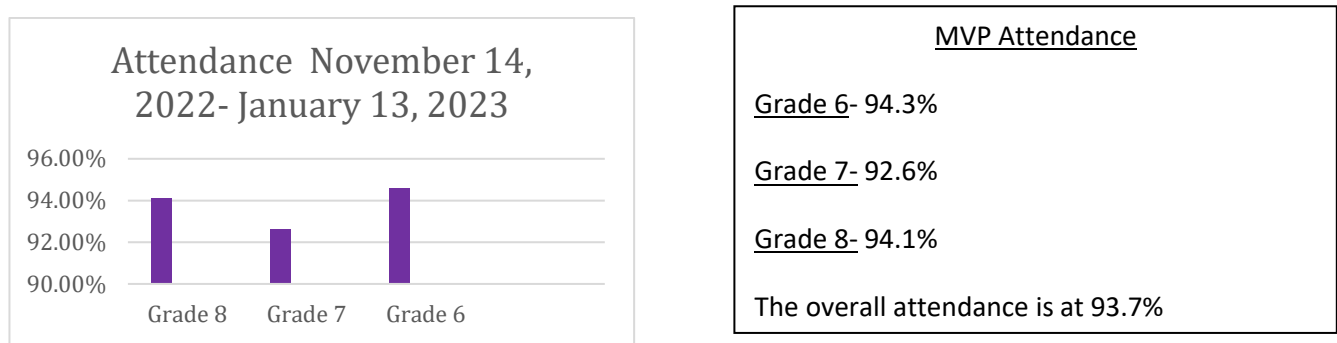 Attendance  November 14,
2022- January 13, 2023
96.00%
94.00%
92.00%
90.00%
Grade 8 Grade 7 Grade 6
MVP Attendance
Grade 6- 94.3%
Grade 7- 92.6%
Grade 8- 94.1%
The overall attendance is at 93.7%